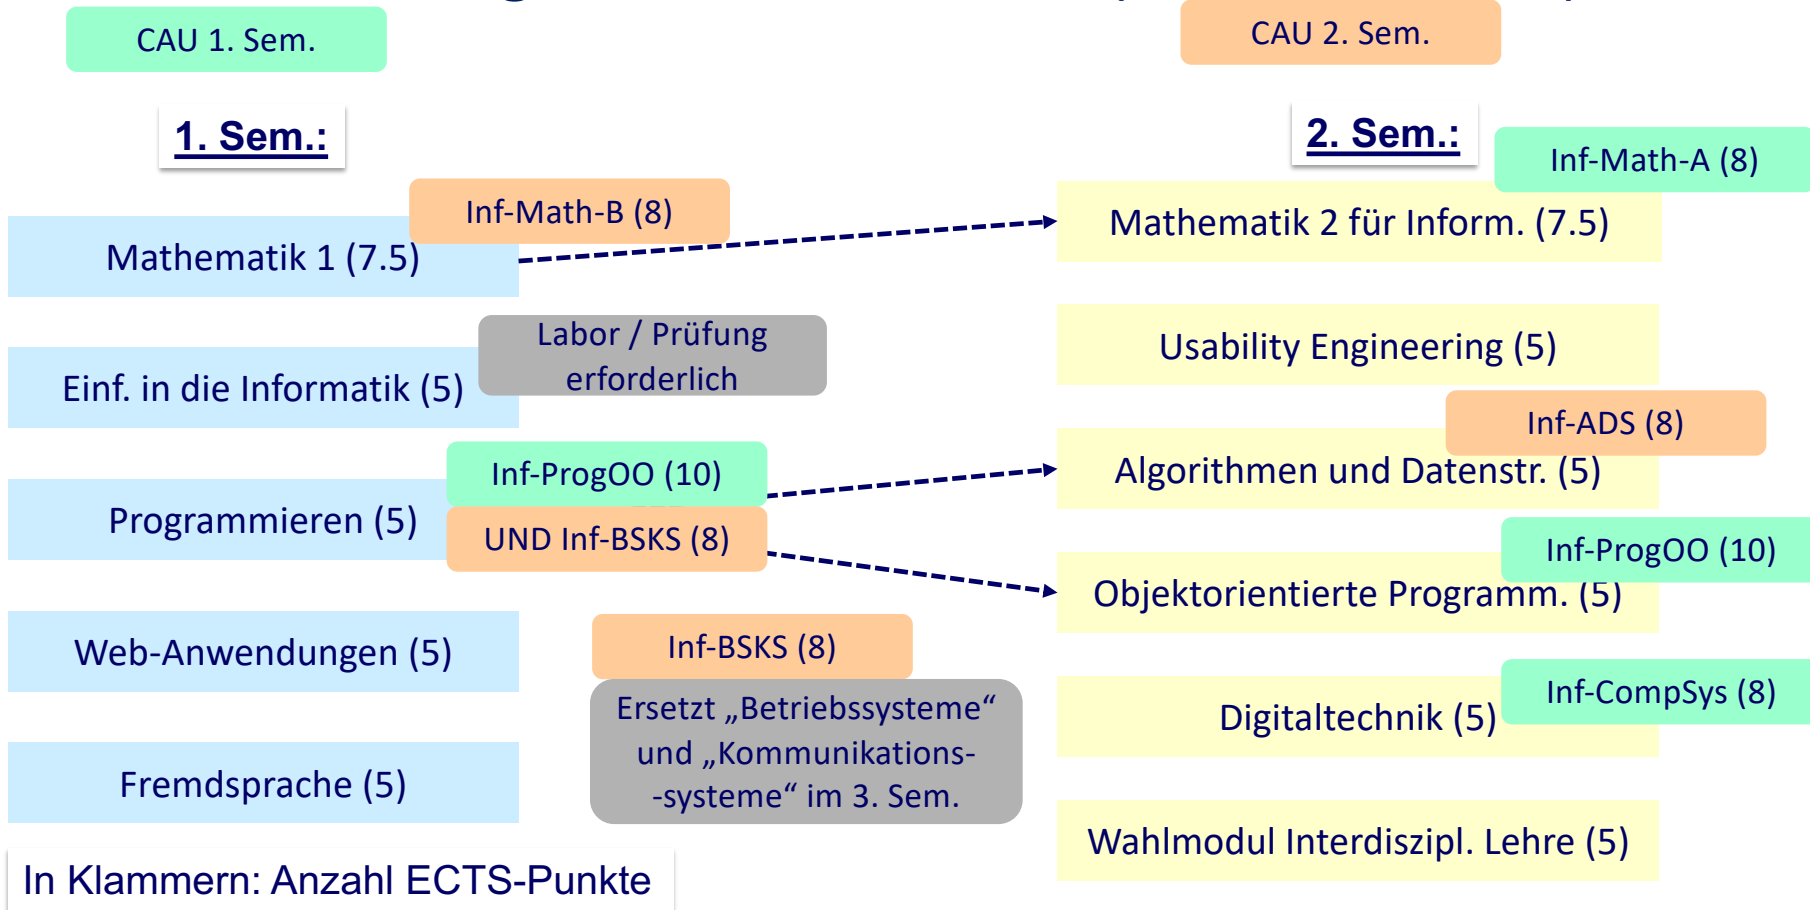 CAU 1. Sem.
CAU 2. Sem.
1. Sem.:
2. Sem.:
Inf-Math-B (8)
Mathematik 1 (7.5)
Labor / Prüfung
erforderlich
Einf. in die Informatik (5)
Inf-ProgOO (10)
UND Inf-BSKS (8)
Programmieren (5)
Web-Anwendungen (5)
Inf-BSKS (8)
Ersetzt „Betriebssysteme“
und „Kommunikations-
-systeme“ im 3. Sem.
Fremdsprache (5)
In Klammern: Anzahl ECTS-Punkte
Inf-Math-A (8)
Mathematik 2 für Inform. (7.5)
Usability Engineering (5)
Inf-ADS (8)
Algorithmen und Datenstr. (5)
Inf-ProgOO (10)
Objektorientierte Programm. (5)
Inf-CompSys (8)
Digitaltechnik (5)
Wahlmodul Interdiszipl. Lehre (5)